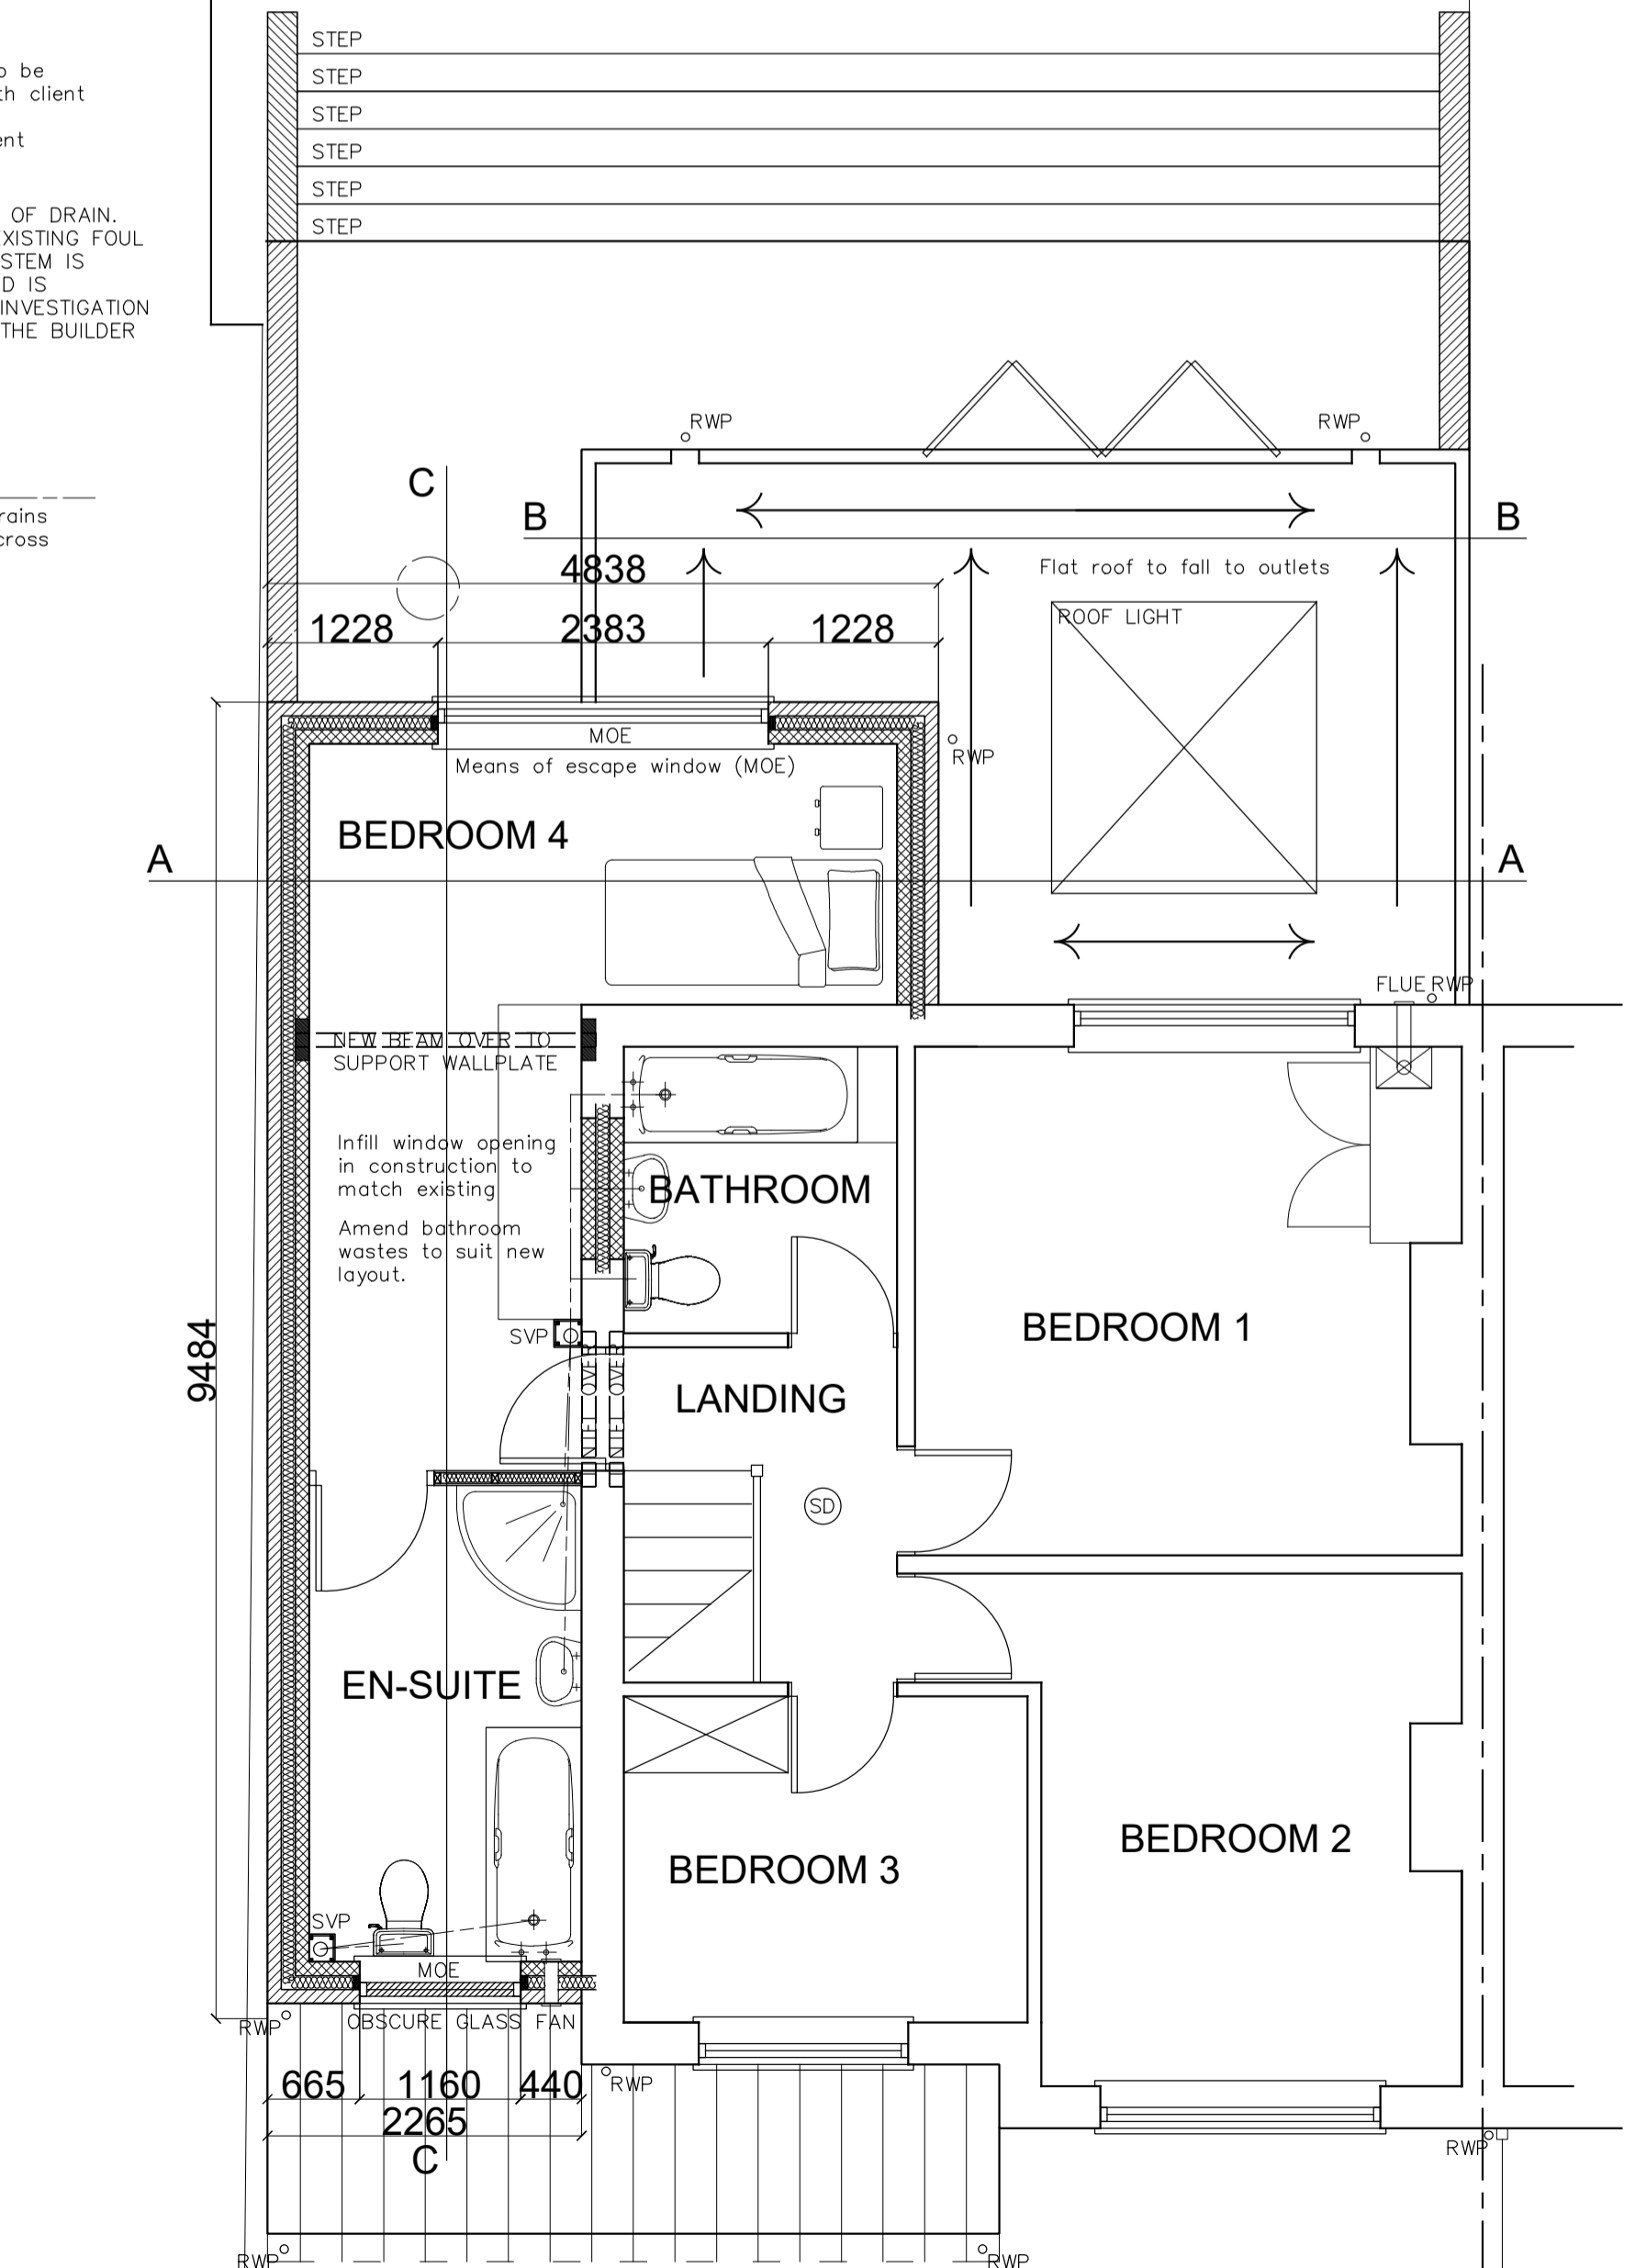 STEP
STEP
o be
th client
STEP
ent
STEP
STEP
OF DRAIN.
STEP
EXISTING FOUL
STEM IS
D IS
INVESTIGATION
THE BUILDER
RWP
RWP
C
B
B
rains
cross
4838
Flat roof to fall to outlets
1228
2383
1228
ROOF LIGHT
MOE
RWP
Means of escape window (MOE)
BEDROOM 4
A
A
FLUE
RWP
NEW BEAM OVER TO
SUPPORT WALLPLATE
Infill window opening
in construction to
match existing
BATHROOM
Amend bathroom
wastes to suit new
layout.
BEDROOM 1
SVP
9484
LANDING
SD
EN-SUITE
BEDROOM 2
BEDROOM 3
SVP
MOE
OBSCURE GLASS
FAN
RWP
665
1160
440
RWP
2265
C
RWP
RWP
RWP